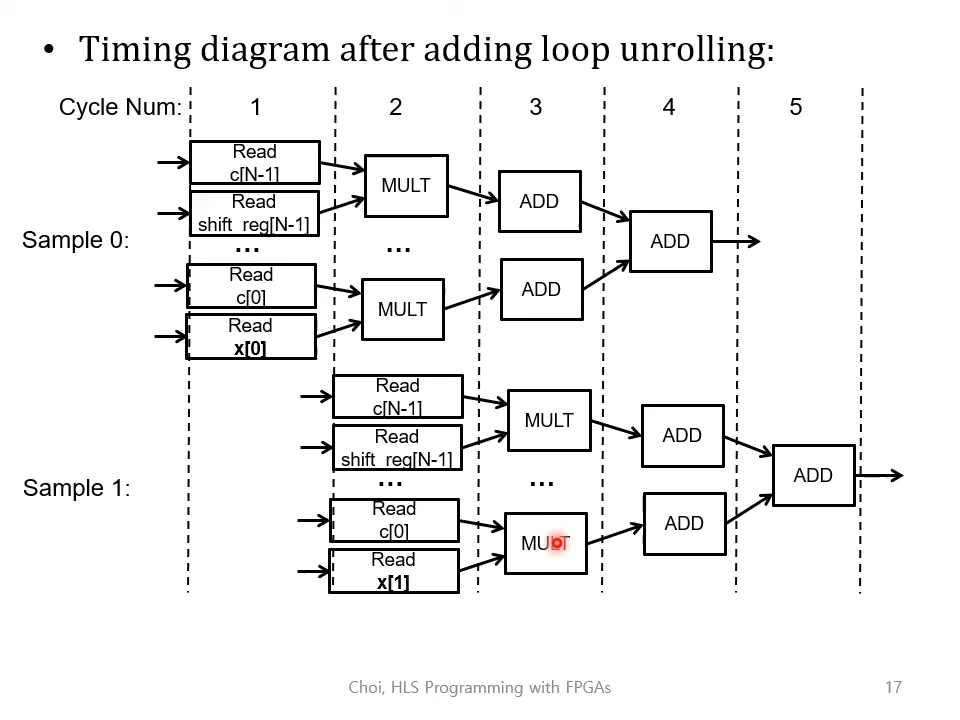 • Timing diagram after adding loop unrolling:
Cycle Num: 1 2 3 4 5
Sample 0:
Read
c[N-1]
Read
shift_reg[N-1]
...
Read
c[0]
Read
x[0]
MULT
...
MULT
ADD
ADD
ADD
Sample 1:
Read
c[N-1]
Read
shift_reg[N-1]
...
Read
c[0]
Read
x[1]
MULT
...
MULT
ADD
ADD
ADD
Choi, HLS Programming with FPGAs
17